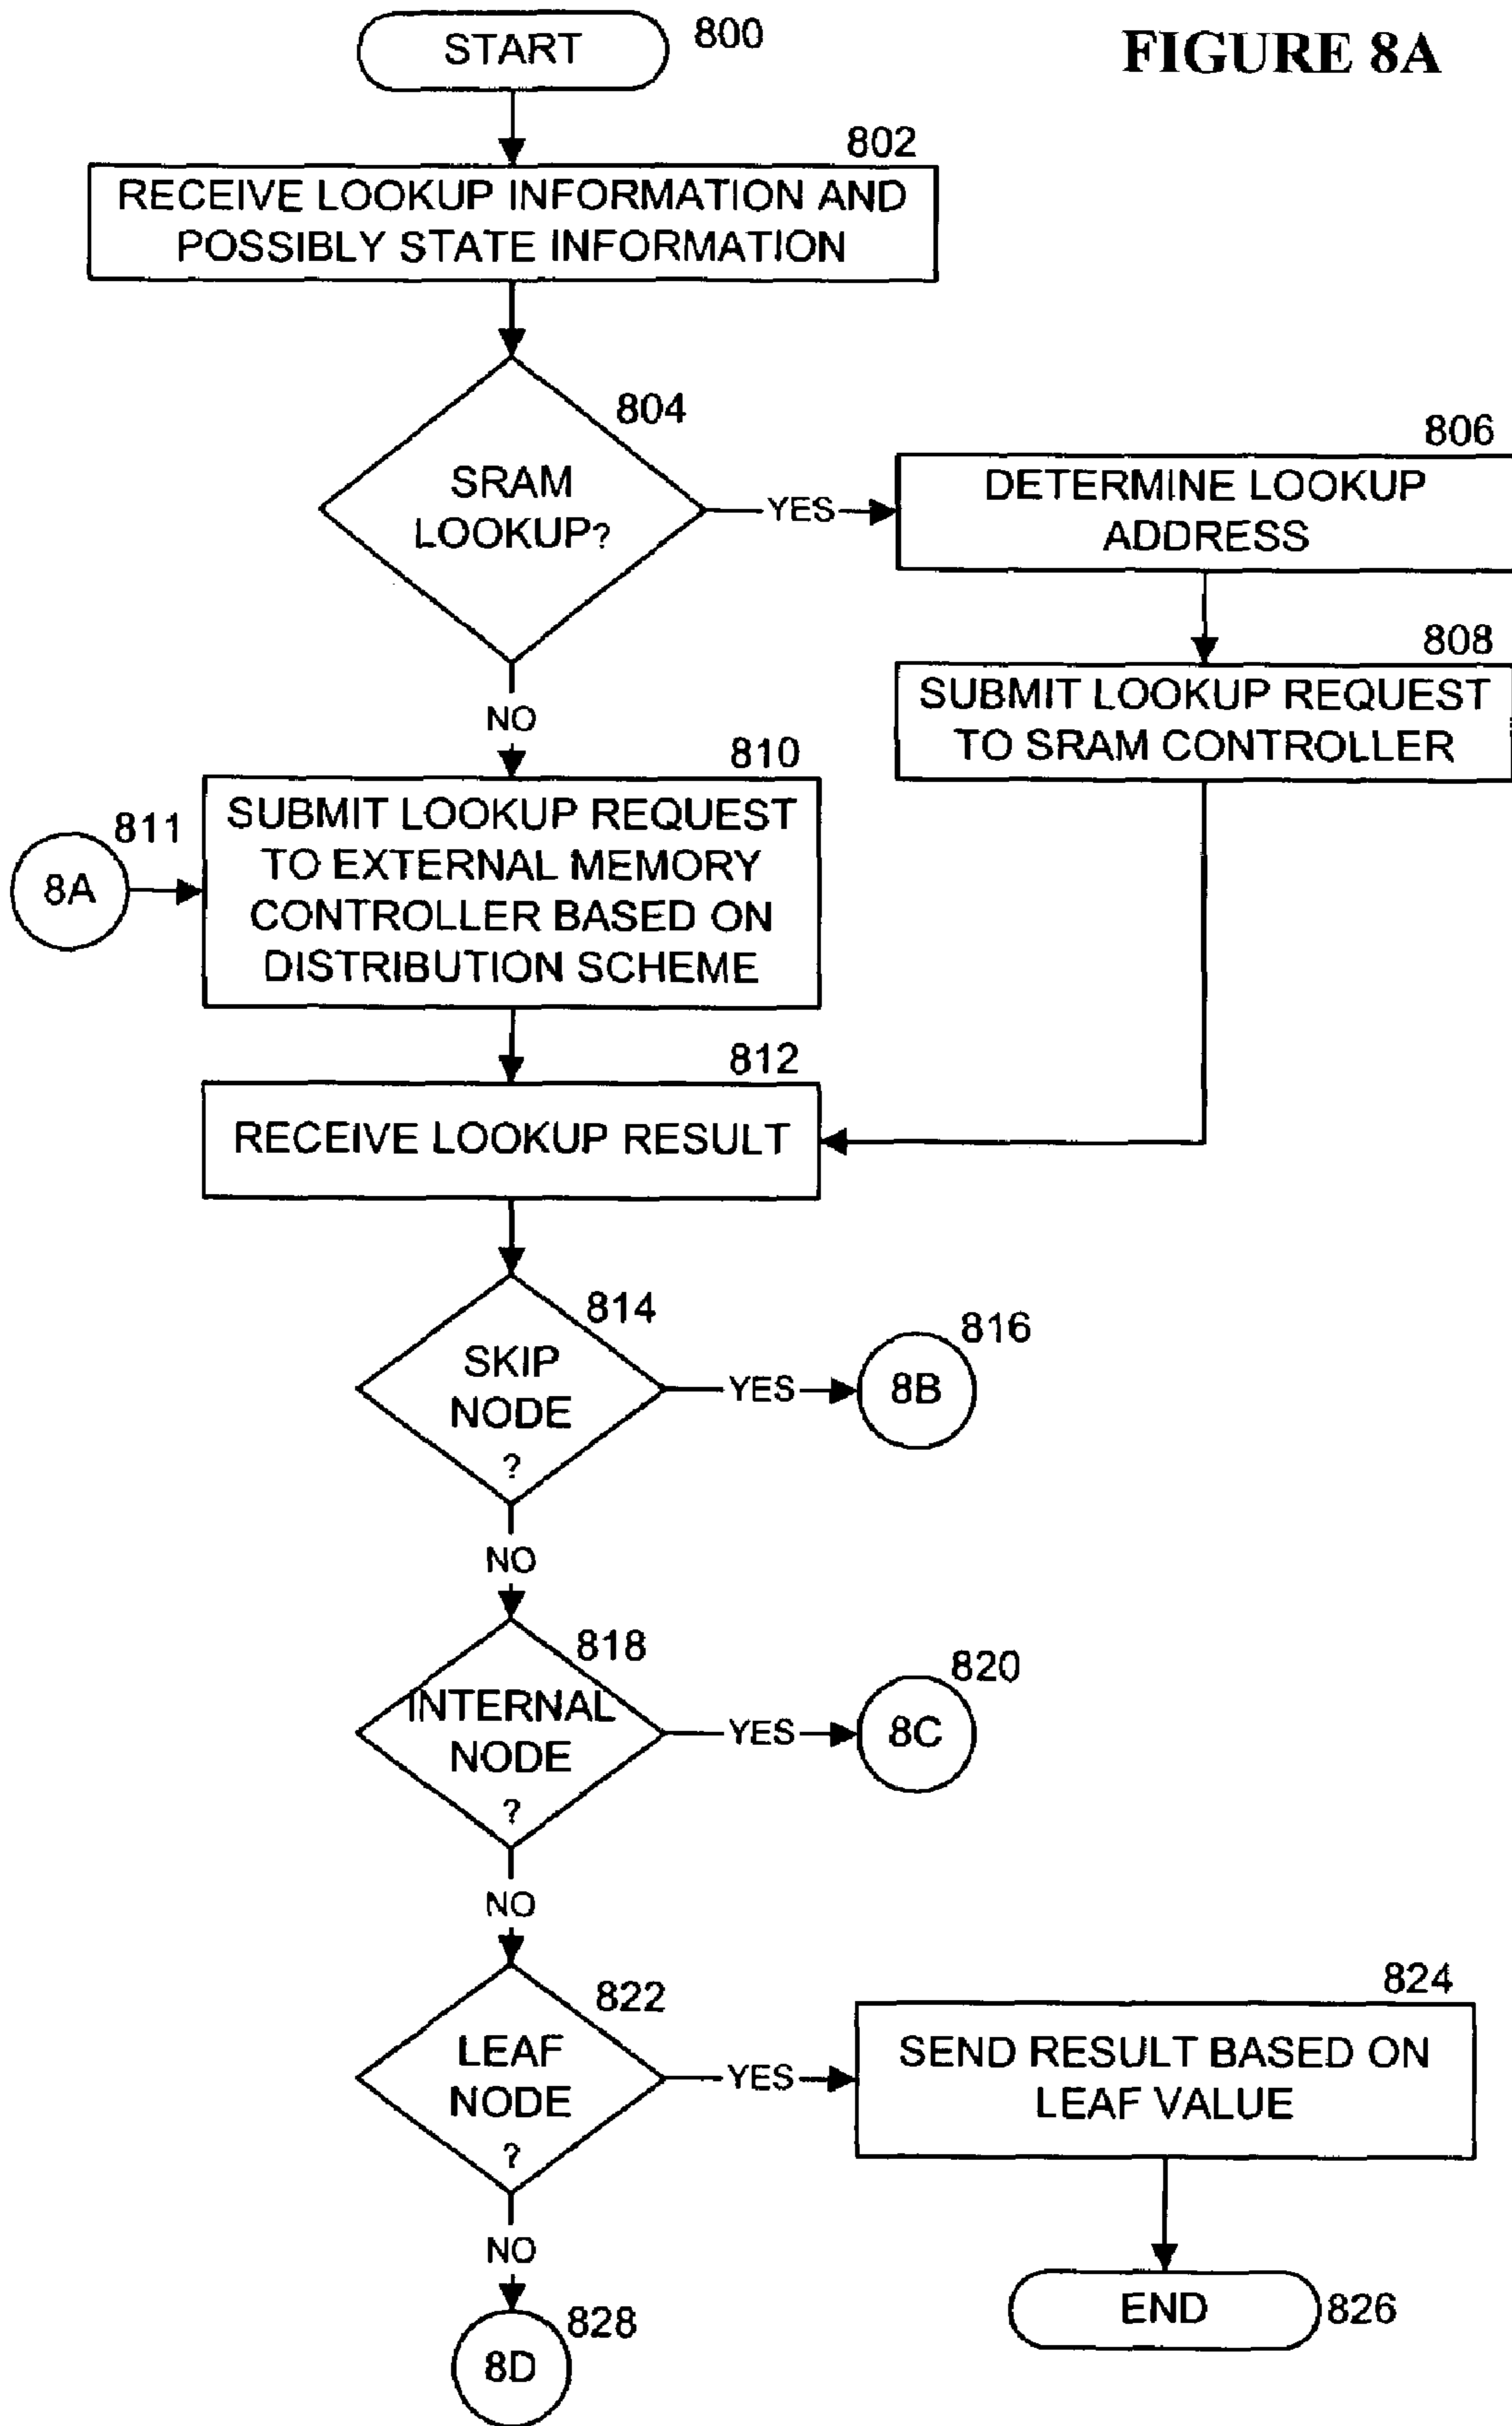 FIGURE 8A
START
800
802
RECEIVE LOOKUP INFORMATION AND
POSSIBLY STATE INFORMATION
804
SRAM
LOOKUP?
YES
806
DETERMINE LOOKUP
ADDRESS
808
SUBMIT LOOKUP REQUEST
TO SRAM CONTROLLER
NO
810
811
8A
SUBMIT LOOKUP REQUEST
TO EXTERNAL MEMORY
CONTROLLER BASED ON
DISTRIBUTION SCHEME
812
RECEIVE LOOKUP RESULT
814
SKIP
NODE
?
YES
816
8B
NO
818
INTERNAL
NODE
?
YES
820
8C
NO
822
LEAF
NODE
?
YES
824
SEND RESULT BASED ON
LEAF VALUE
NO
828
8D
END
826